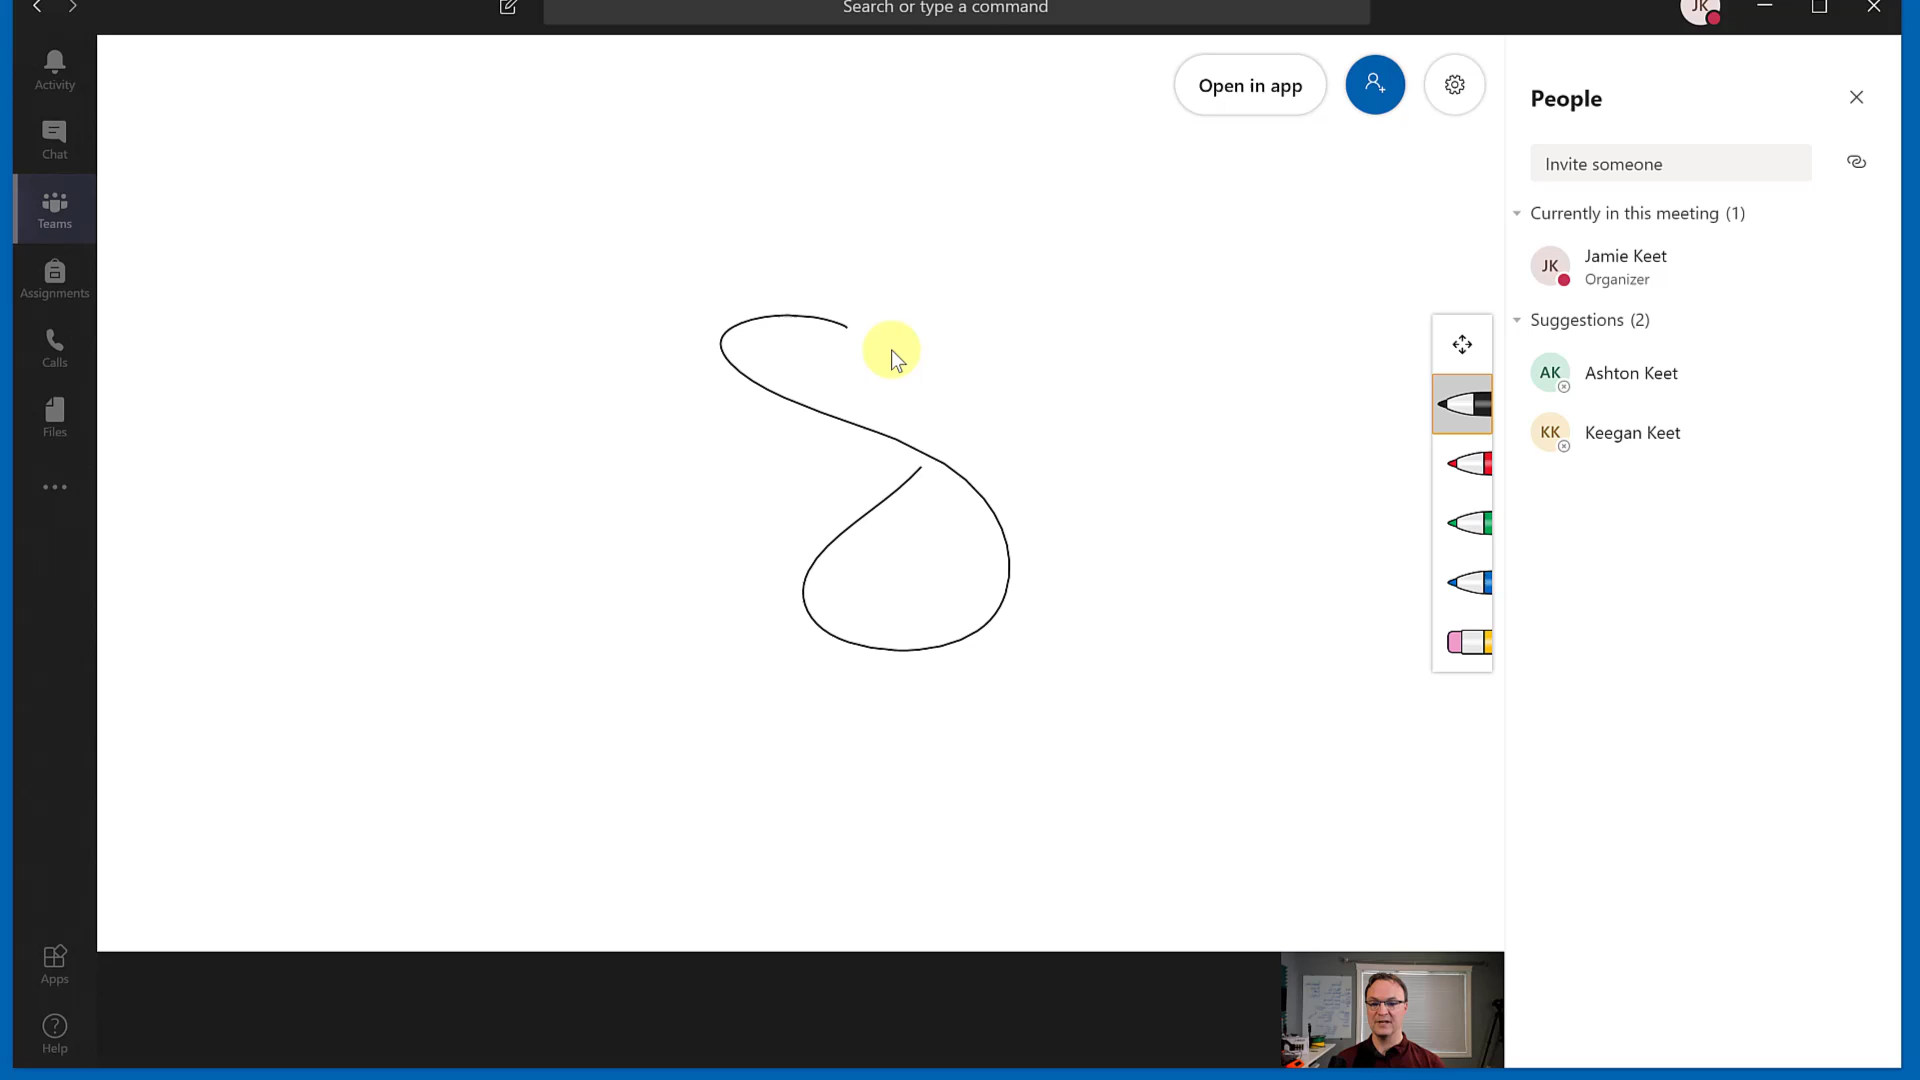 Search or type a command
JK
Activity
Chat
Teams
Assignments
Calls
Files
Apps
Help
Open in app
People
Invite someone
Currently in this meeting (1)
JK
Jamie Keet
Organizer
Suggestions (2)
AK
Ashton Keet
KK
Keegan Keet